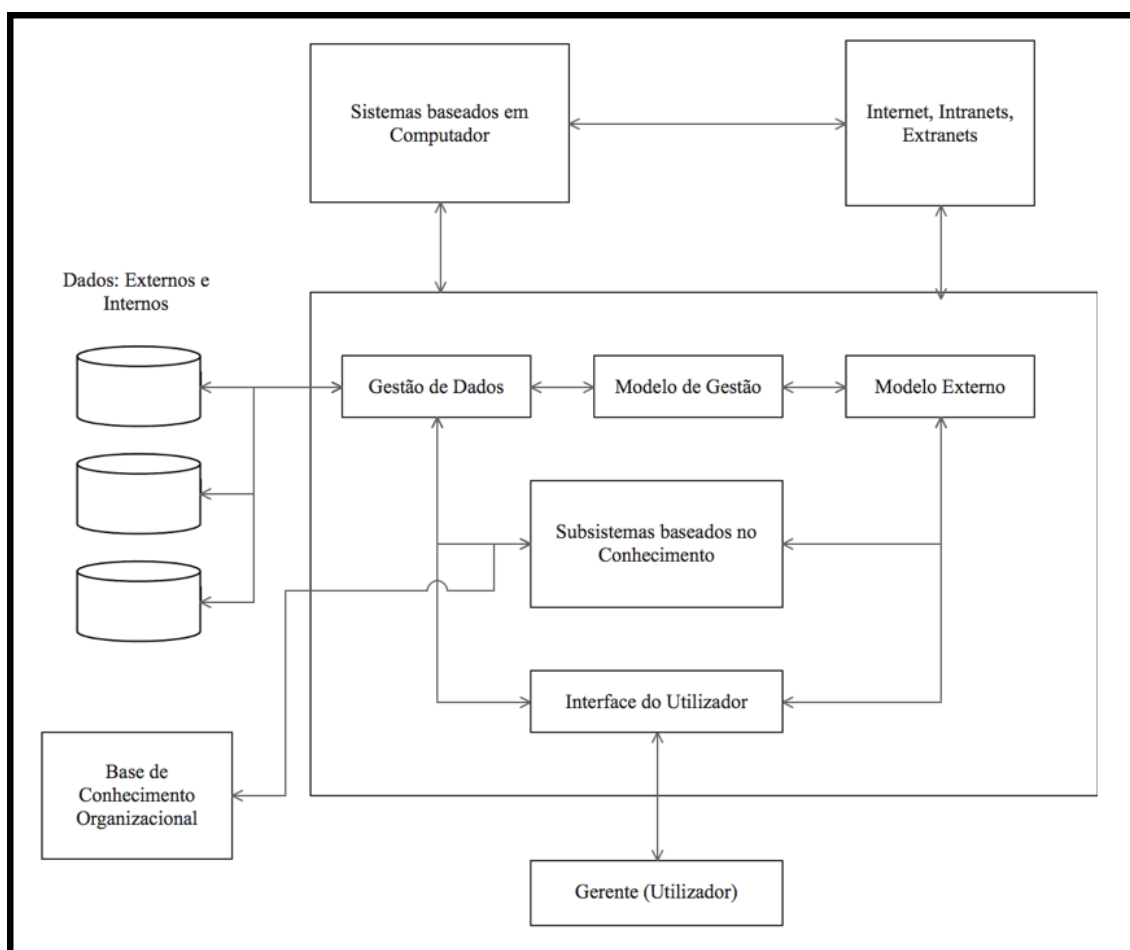 Sistemas baseados em
Computador
Internet, Intranets,
Extranets
Dados: Externos e
Internos
Gestão de Dados
Modelo de Gestão
Modelo Externo
Subsistemas baseados no
Conhecimento
Interface do Utilizador
Base de
Conhecimento
Organizacional
Gerente (Utilizador)